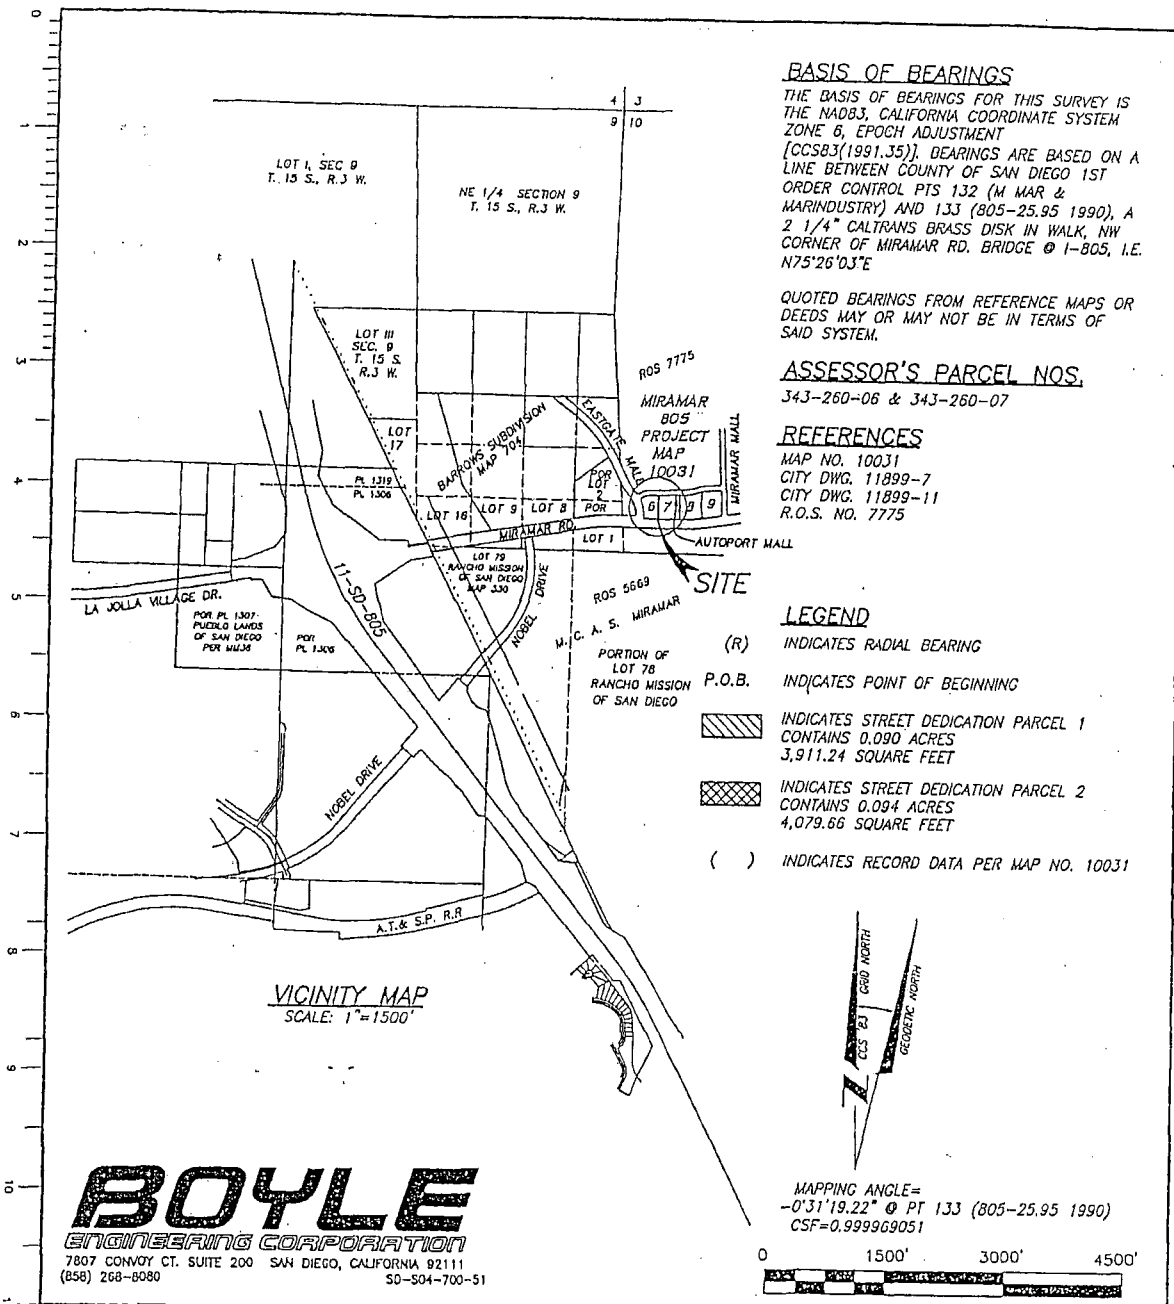 0
1
2
3
4
5
6
7
8
9
10
4 3
9 10
LOT 1, SEC 9
T. 15 S., R.3 W.
NE 1/4 SECTION 9
T. 15 S., R.3 W.
LOT III
SEC. 9
T. 15 S.
R.3 W.
LOT
17
BARROWS SUBDIVISION
MAP 704
EASTGATE MALL
ROS 7775
MIRAMAR
805
PROJECT
MAP
10031
MIRAMAR MALL
PL 1319
PL 1306
POR
LOT
2
POR
LOT 16
LOT 9
LOT 8
6 7 8 9
MIRAMAR RD.
LOT 1
AUTOPORT MALL
SITE
LOT 79
RANCHO MISSION
OF SAN DIEGO
MAP 330
LA JOLLA VILLAGE DR.
POR. PL 1307
PUEBLO LANDS
OF SAN DIEGO
PER MM36
POR
PL 1306
11-SD-805
NOBEL DRIVE
ROS 5669
M. C. A. S. MIRAMAR
PORTION OF
LOT 78
RANCHO MISSION
OF SAN DIEGO
NOBEL DRIVE
A.T.& S.P. R.R
VICINITY MAP
SCALE: 1"=1500'
BASIS OF BEARINGS
THE BASIS OF BEARINGS FOR THIS SURVEY IS
THE NAD83, CALIFORNIA COORDINATE SYSTEM
ZONE 6, EPOCH ADJUSTMENT
[CCS83(1991.35)]. BEARINGS ARE BASED ON A
LINE BETWEEN COUNTY OF SAN DIEGO 1ST
ORDER CONTROL PTS 132 (M MAR &
MARINDUSTRY) AND 133 (805-25.95 1990), A
2 1/4" CALTRANS BRASS DISK IN WALK, NW
CORNER OF MIRAMAR RD. BRIDGE @ I-805, I.E.
N75°26'03"E
QUOTED BEARINGS FROM REFERENCE MAPS OR
DEEDS MAY OR MAY NOT BE IN TERMS OF
SAID SYSTEM.
ASSESSOR'S PARCEL NOS.
343-260-06 & 343-260-07
REFERENCES
MAP NO. 10031
CITY DWG. 11899-7
CITY DWG. 11899-11
R.O.S. NO. 7775
LEGEND
(R) INDICATES RADIAL BEARING
P.O.B. INDICATES POINT OF BEGINNING
INDICATES STREET DEDICATION PARCEL 1
CONTAINS 0.090 ACRES
3,911.24 SQUARE FEET
INDICATES STREET DEDICATION PARCEL 2
CONTAINS 0.094 ACRES
4,079.66 SQUARE FEET
( ) INDICATES RECORD DATA PER MAP NO. 10031
CCS '83 GRID NORTH
GEODETIC NORTH
MAPPING ANGLE=
-0°31'19.22" @ PT 133 (805-25.95 1990)
CSF=0.999969051
0 1500' 3000' 4500'
BOYLE
ENGINEERING CORPORATION
7807 CONVOY CT. SUITE 200 SAN DIEGO, CALIFORNIA 92111
(858) 268-8080 SD-S04-700-51